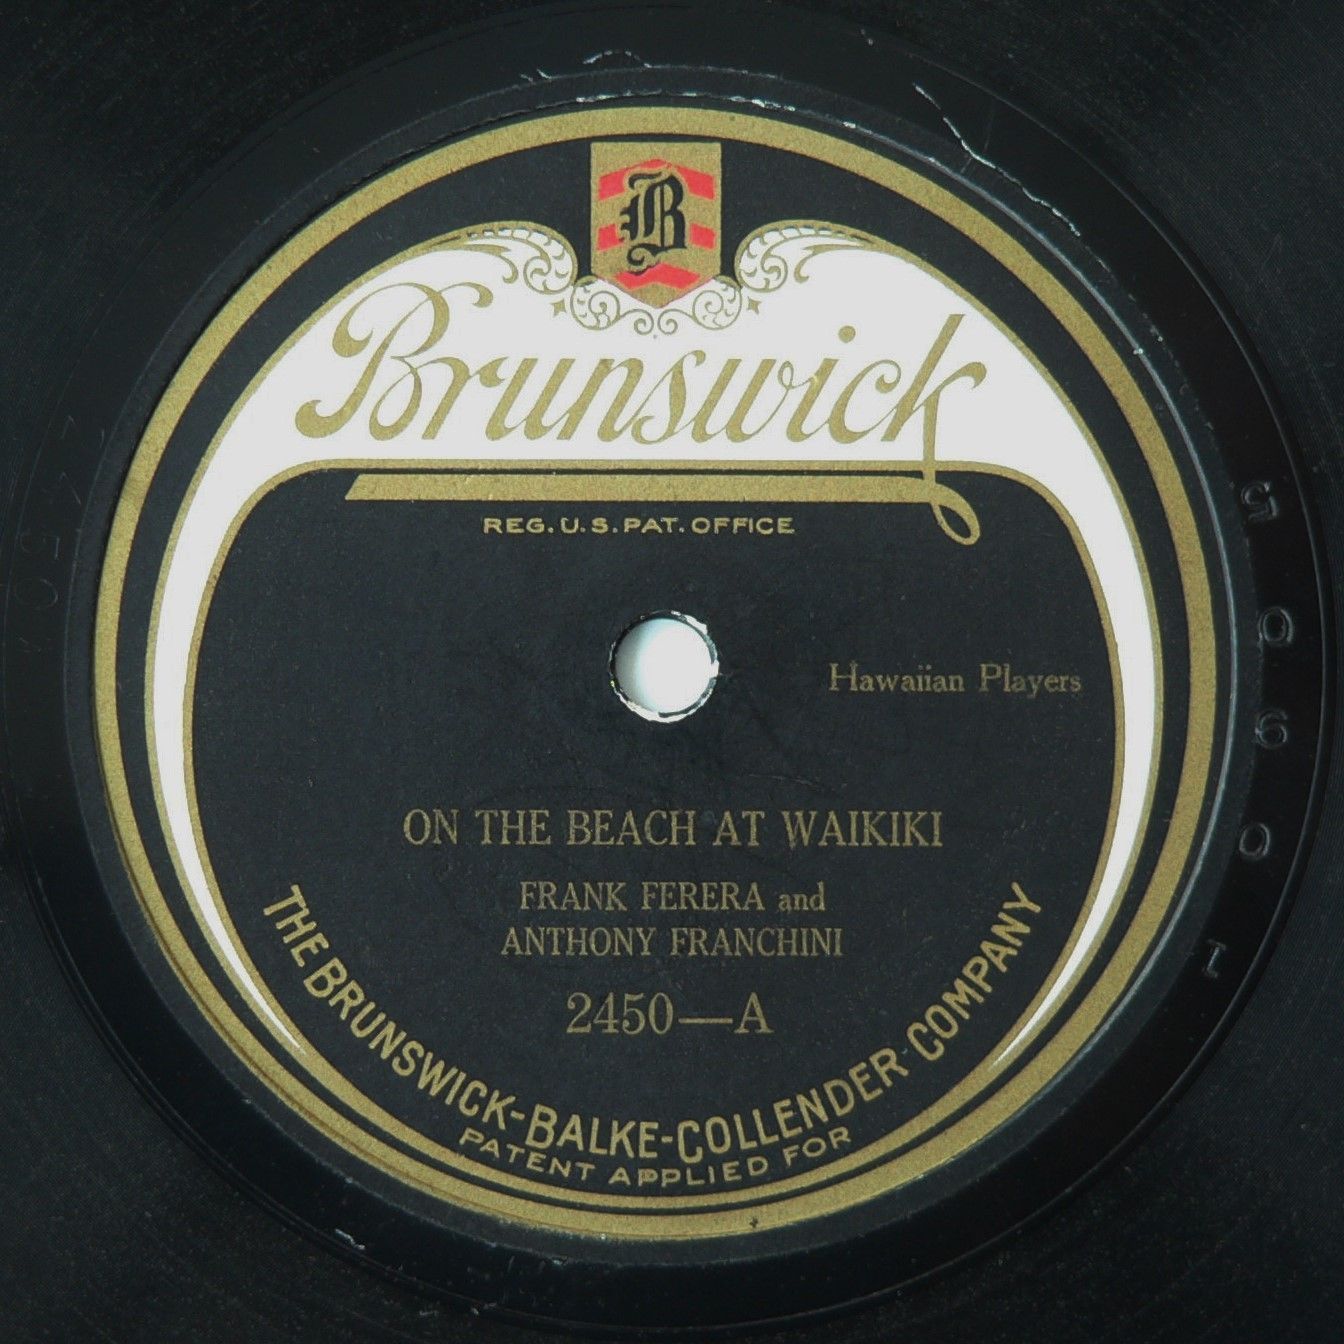 B
Brunswick
REG. U.S. PAT. OFFICE
Hawaiian Players
ON THE BEACH AT WAIKIKI
FRANK FERERA and
ANTHONY FRANCHINI
2450—A
THE BRUNSWICK-BALKE-COLLENDER COMPANY
PATENT APPLIED FOR